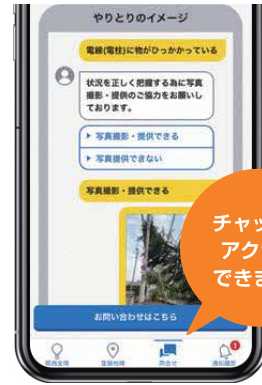 やりとりのイメージ
電線(電柱)に物がひっかかっている
状況を正しく把握する為に写真
撮影・提供のご協力をお願いし
ております。
写真撮影・提供できる
写真提供できない
写真撮影・提供できる
チャッ
アク
できま
お問い合わせはこちら
関西全域
登録地域
問合せ
通知履歴